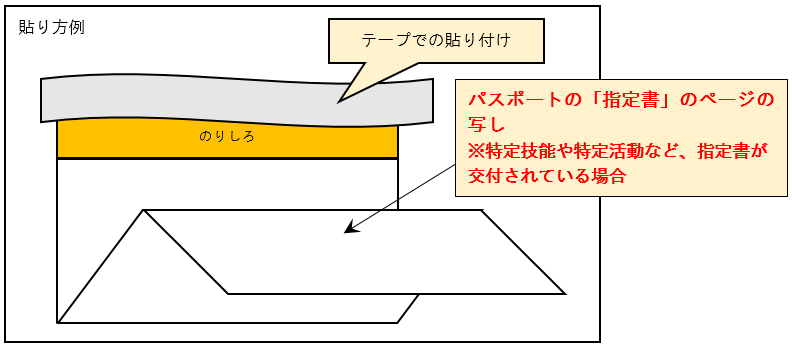 貼り方例
テープでの貼り付け
のりしろ
パスポートの「指定書」のページの
写し
※特定技能や特定活動など、指定書が
交付されている場合